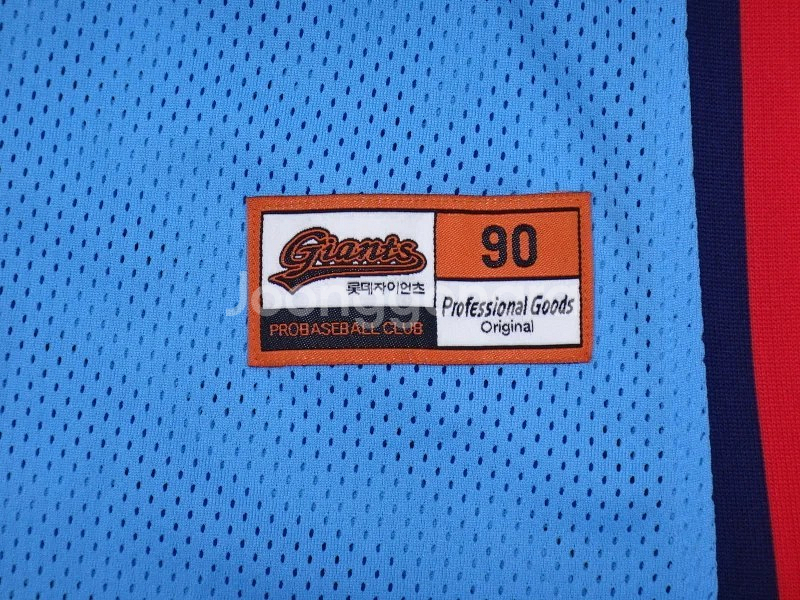 Giants
롯데자이언츠
PROBASEBALL CLUB
90
Professional Goods
Original